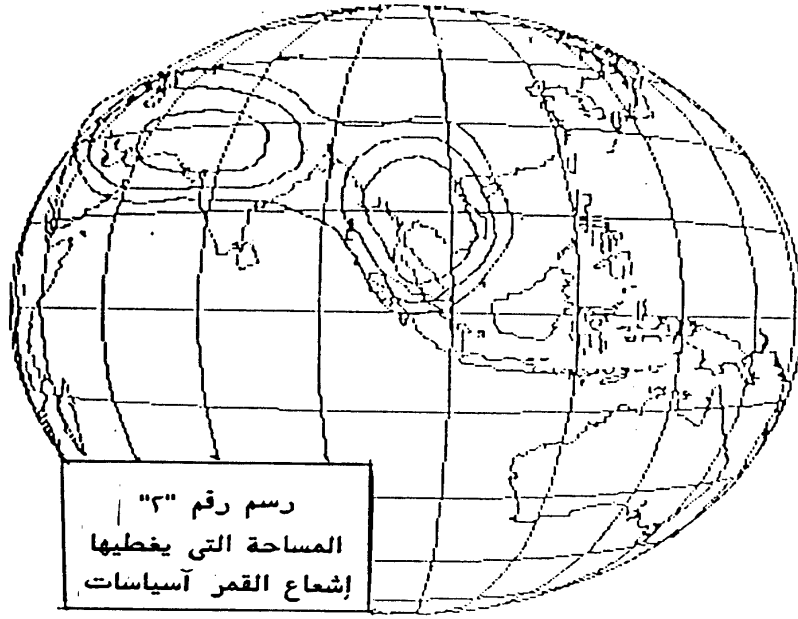 رسم رقم "٢"
المساحة التى يغطيها
إشعاع القمر آسياسات